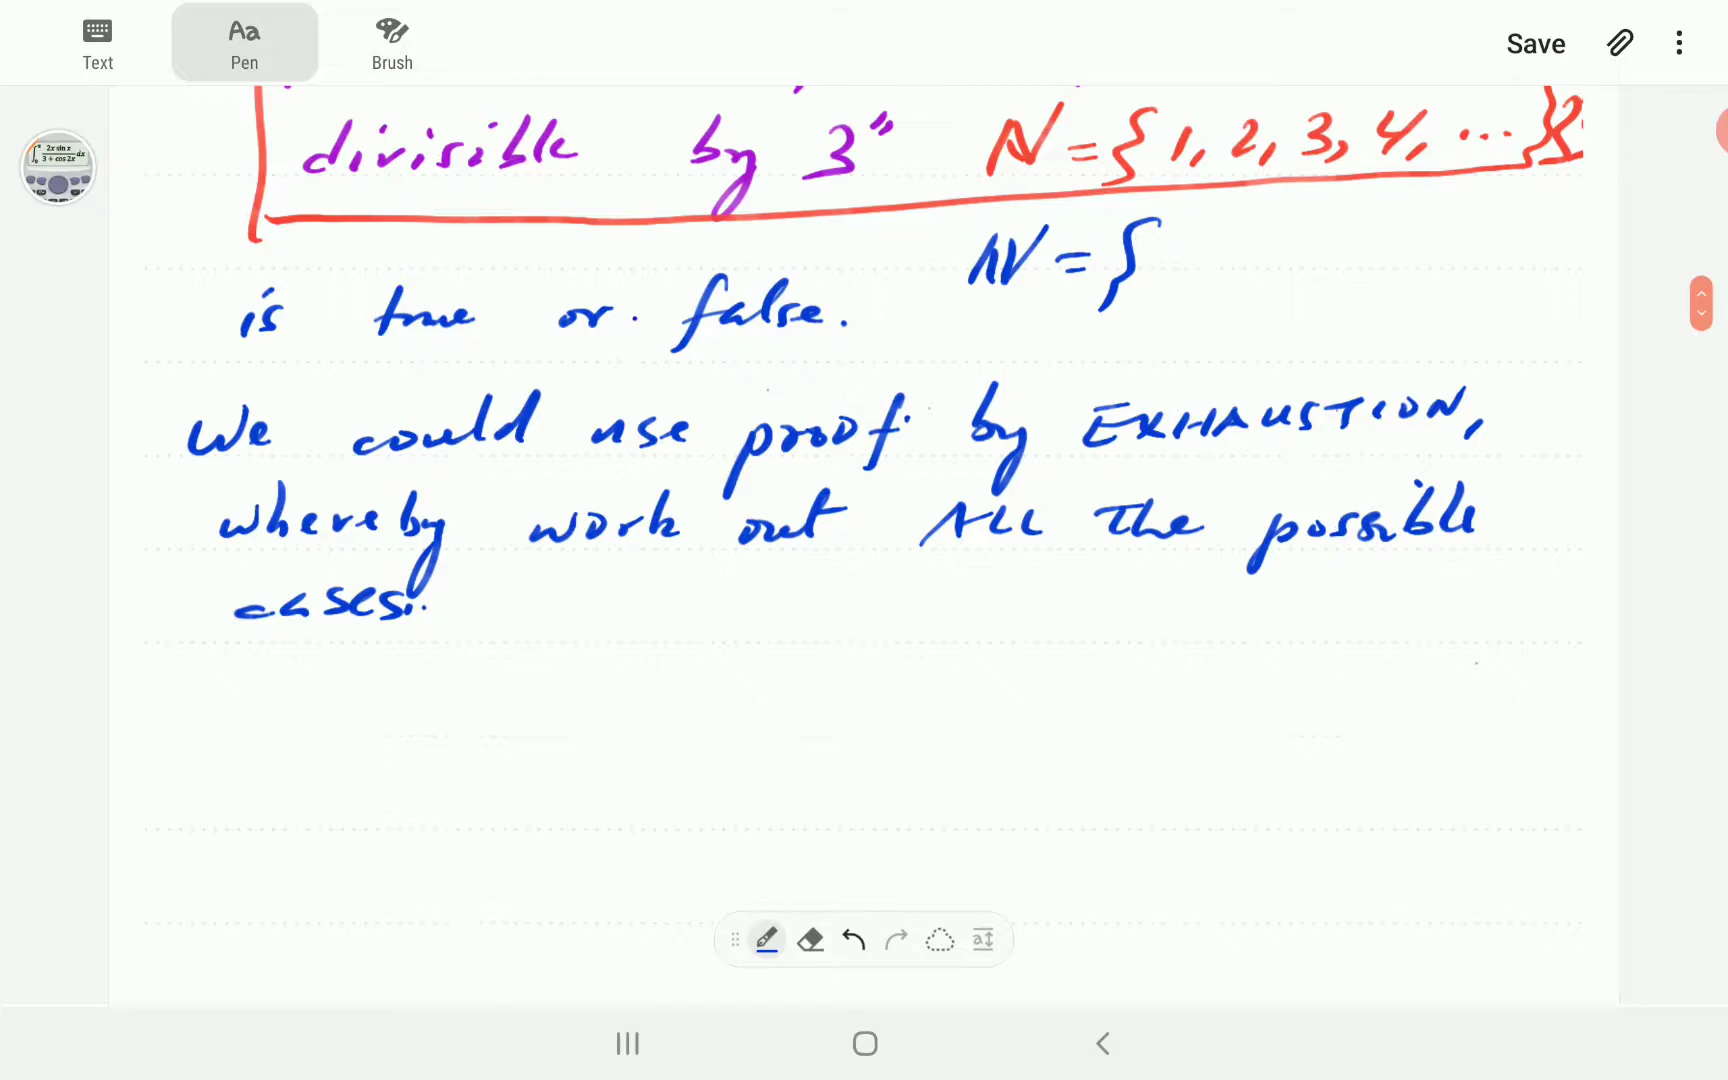 Text
Aa
Pen
Brush
Save
divisible by 3" N = { 1, 2, 3, 4, ... }
N = {
is true or. false.
We could use proof. by EXHAUSTION,
whereby work out ALL the possible
cases.